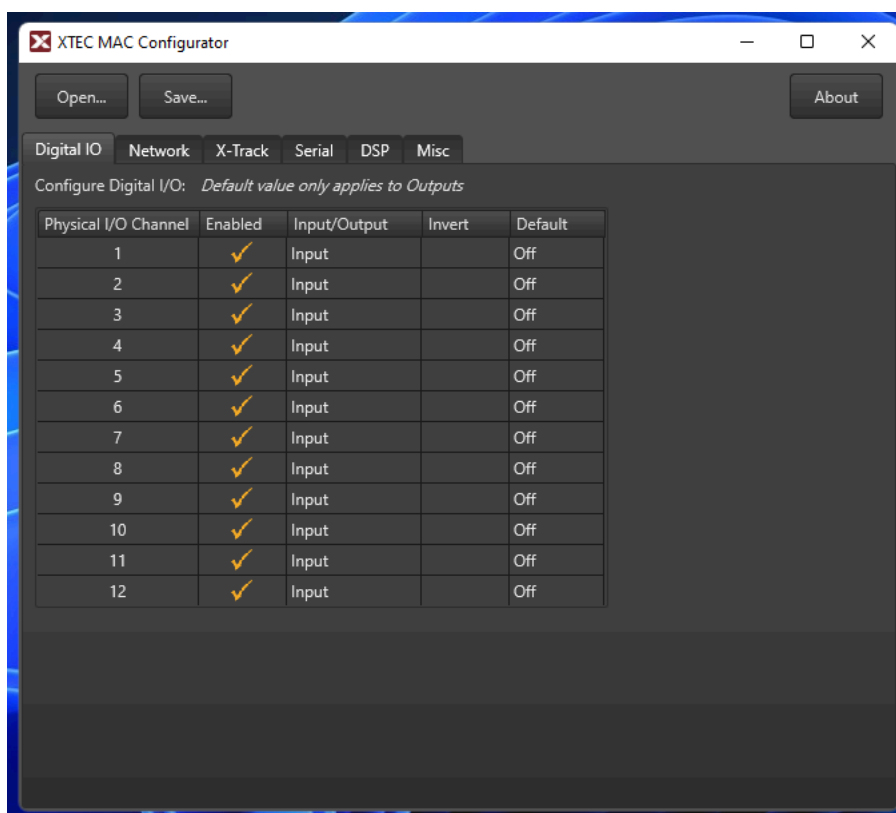 XTEC MAC Configurator
Open... Save... About
Digital IO Network X-Track Serial DSP Misc
Configure Digital I/O: Default value only applies to Outputs
Physical I/O Channel Enabled Input/Output Invert Default
1 Input Off
2 Input Off
3 Input Off
4 Input Off
5 Input Off
6 Input Off
7 Input Off
8 Input Off
9 Input Off
10 Input Off
11 Input Off
12 Input Off